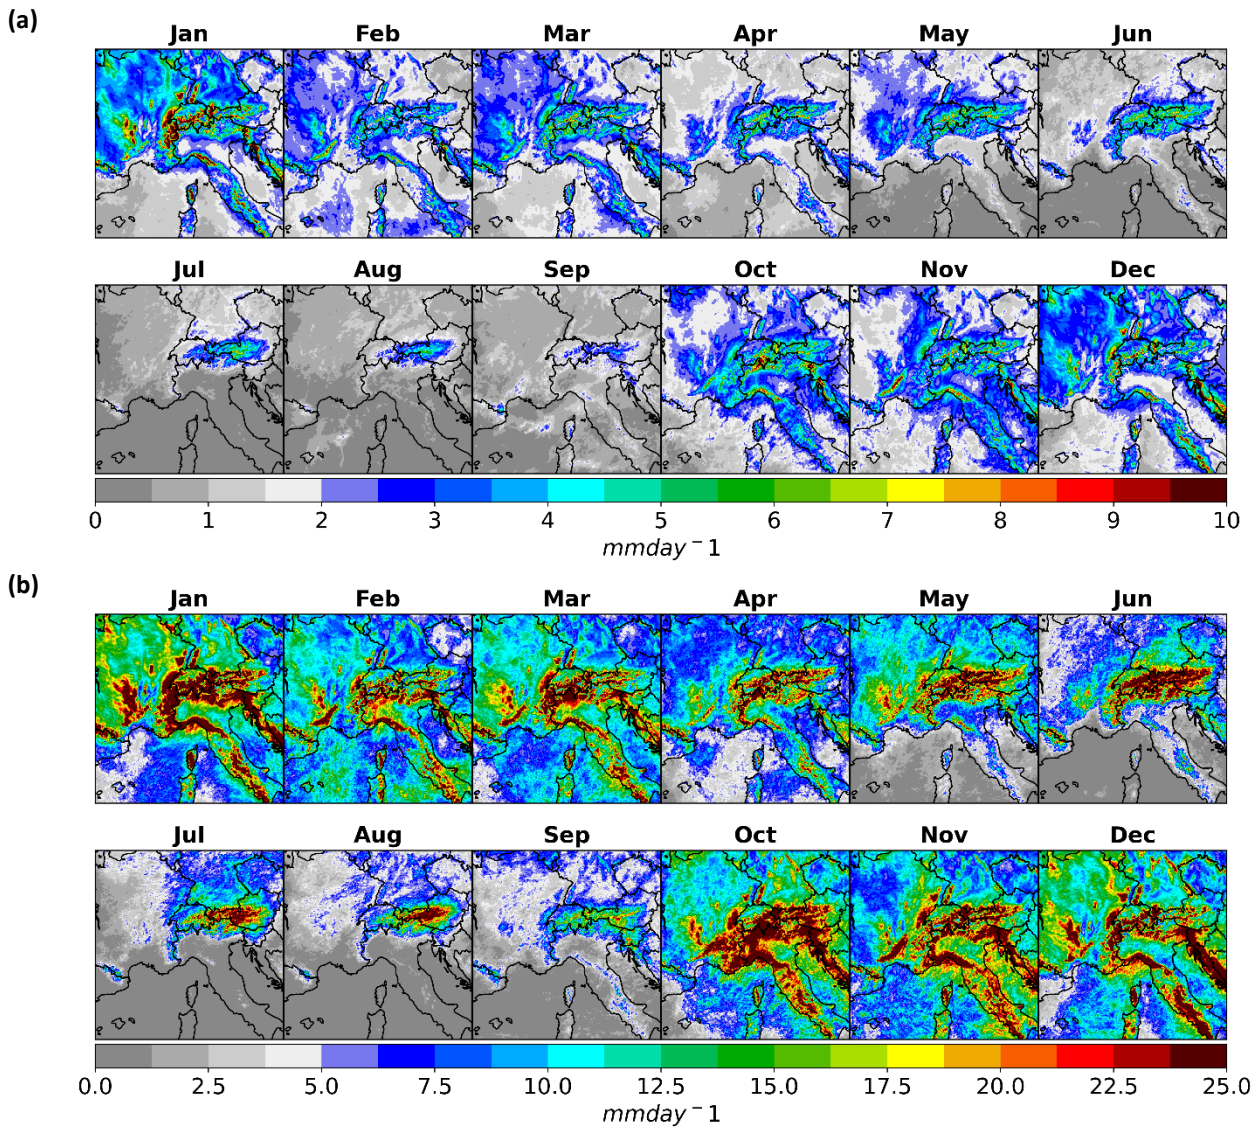 (a)
Jan Feb Mar Apr May Jun
Jul Aug Sep Oct Nov Dec
0 1 2 3 4 5 6 7 8 9 10
mmday⁻1
(b)
Jan Feb Mar Apr May Jun
Jul Aug Sep Oct Nov Dec
0.0 2.5 5.0 7.5 10.0 12.5 15.0 17.5 20.0 22.5 25.0
mmday⁻1